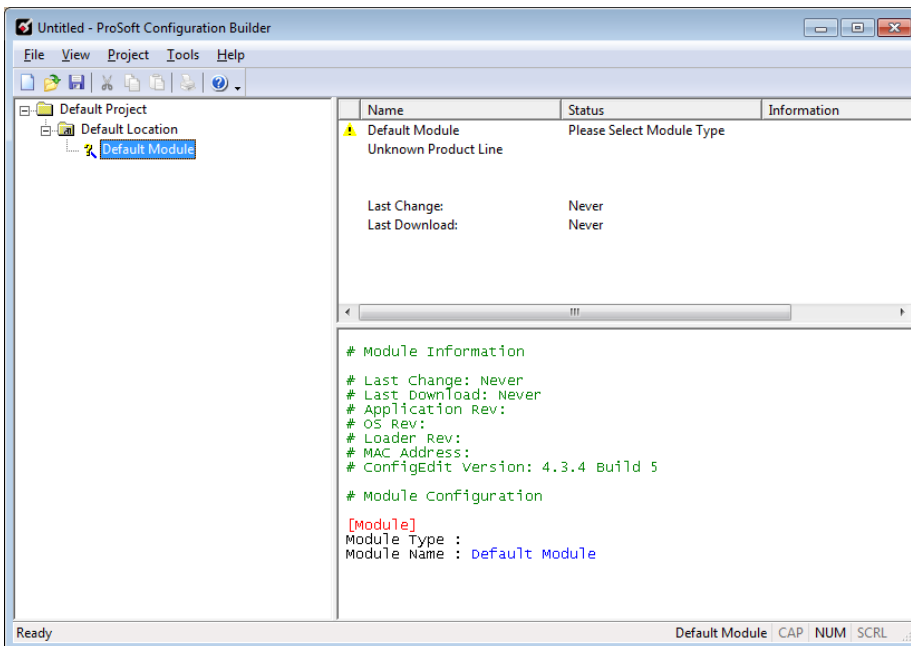 Untitled - ProSoft Configuration Builder
File View Project Tools Help
Default Project
Default Location
Default Module
Name Status Information
Default Module Please Select Module Type
Unknown Product Line
Last Change: Never
Last Download: Never
# Module Information
# Last Change: Never
# Last Download: Never
# Application Rev:
# OS Rev:
# Loader Rev:
# MAC Address:
# ConfigEdit Version: 4.3.4 Build 5
# Module Configuration
[Module]
Module Type :
Module Name : Default Module
Ready Default Module CAP NUM SCRL